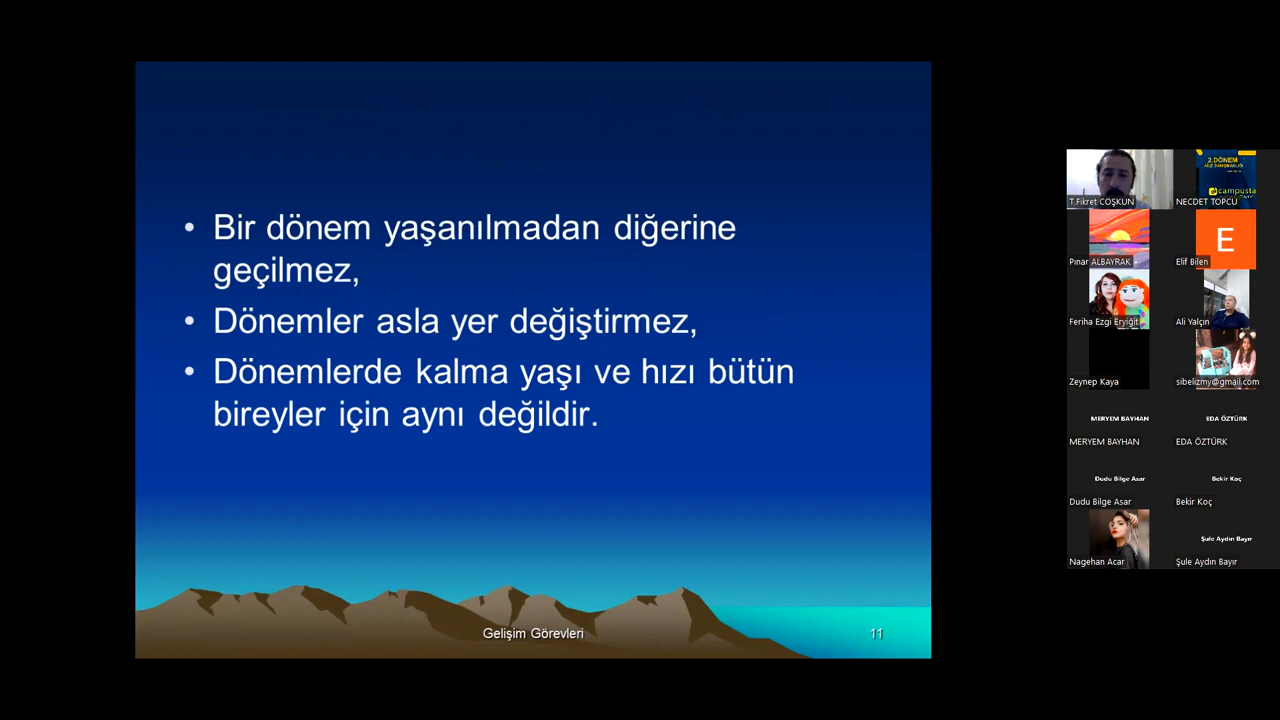 • Bir dönem yaşanılmadan diğerine
geçilmez,
• Dönemler asla yer değiştirmez,
• Dönemlerde kalma yaşı ve hızı bütün
bireyler için aynı değildir.
Gelişim Görevleri
11
T.Fikret COŞKUN
2.DÖNEM
AİLE DANIŞMANLIĞI
campusta
NECDET TOPCU
Pınar ALBAYRAK
E
Elif Bilen
Feriha Ezgi Eryiğit
Ali Yalçın
Zeynep Kaya
sibelizmy@gmail.com
MERYEM BAYHAN
MERYEM BAYHAN
EDA ÖZTÜRK
EDA ÖZTÜRK
Dudu Bilge Asar
Dudu Bilge Asar
Bekir Koç
Bekir Koç
Nagehan Acar
Şule Aydın Bayır
Şule Aydın Bayır